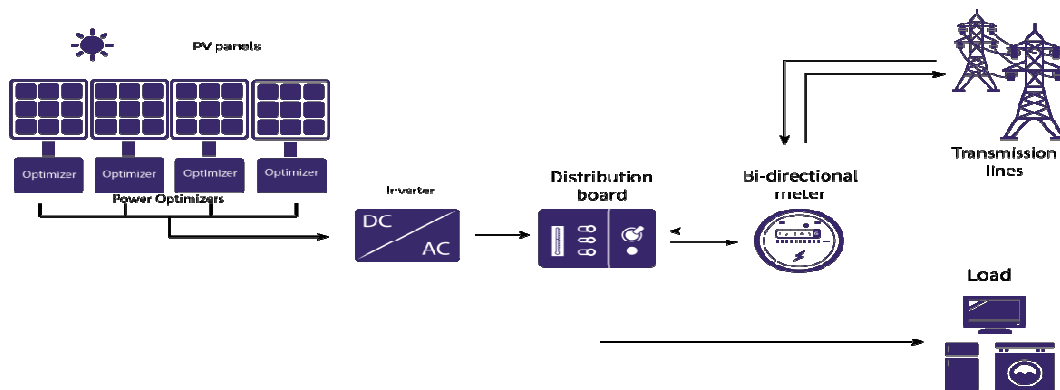 PV panels
Optimizer Optimizer Optimizer Optimizer
Power Optimizers
Inverter
DC
AC
Distribution
board
Bi-directional
meter
Transmission
lines
Load